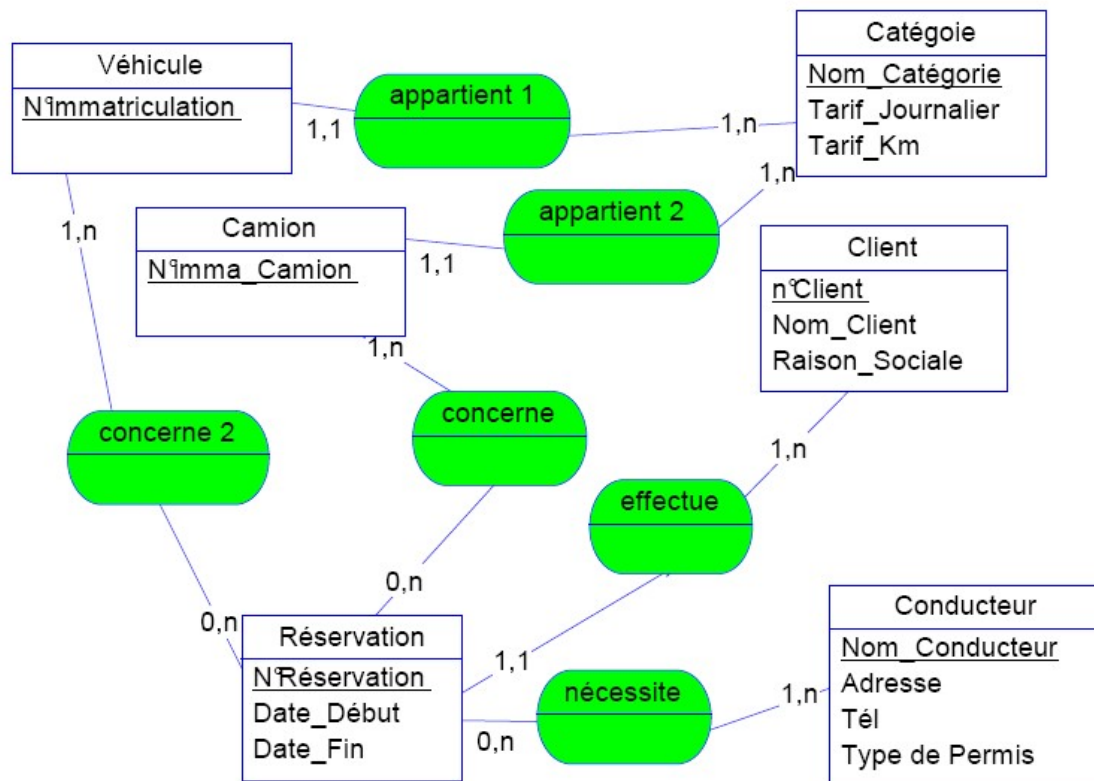 Véhicule
N°Immatriculation
appartient 1
1,1
1,n
Catégoie
Nom_Catégorie
Tarif_Journalier
Tarif_Km
1,n
appartient 2
1,1
Camion
N°Imma_Camion
1,n
1,n
Client
n°Client
Nom_Client
Raison_Sociale
concerne 2
concerne
1,n
effectue
0,n
0,n
Réservation
N°Réservation
Date_Début
Date_Fin
1,1
0,n
nécessite
1,n
Conducteur
Nom_Conducteur
Adresse
Tél
Type de Permis